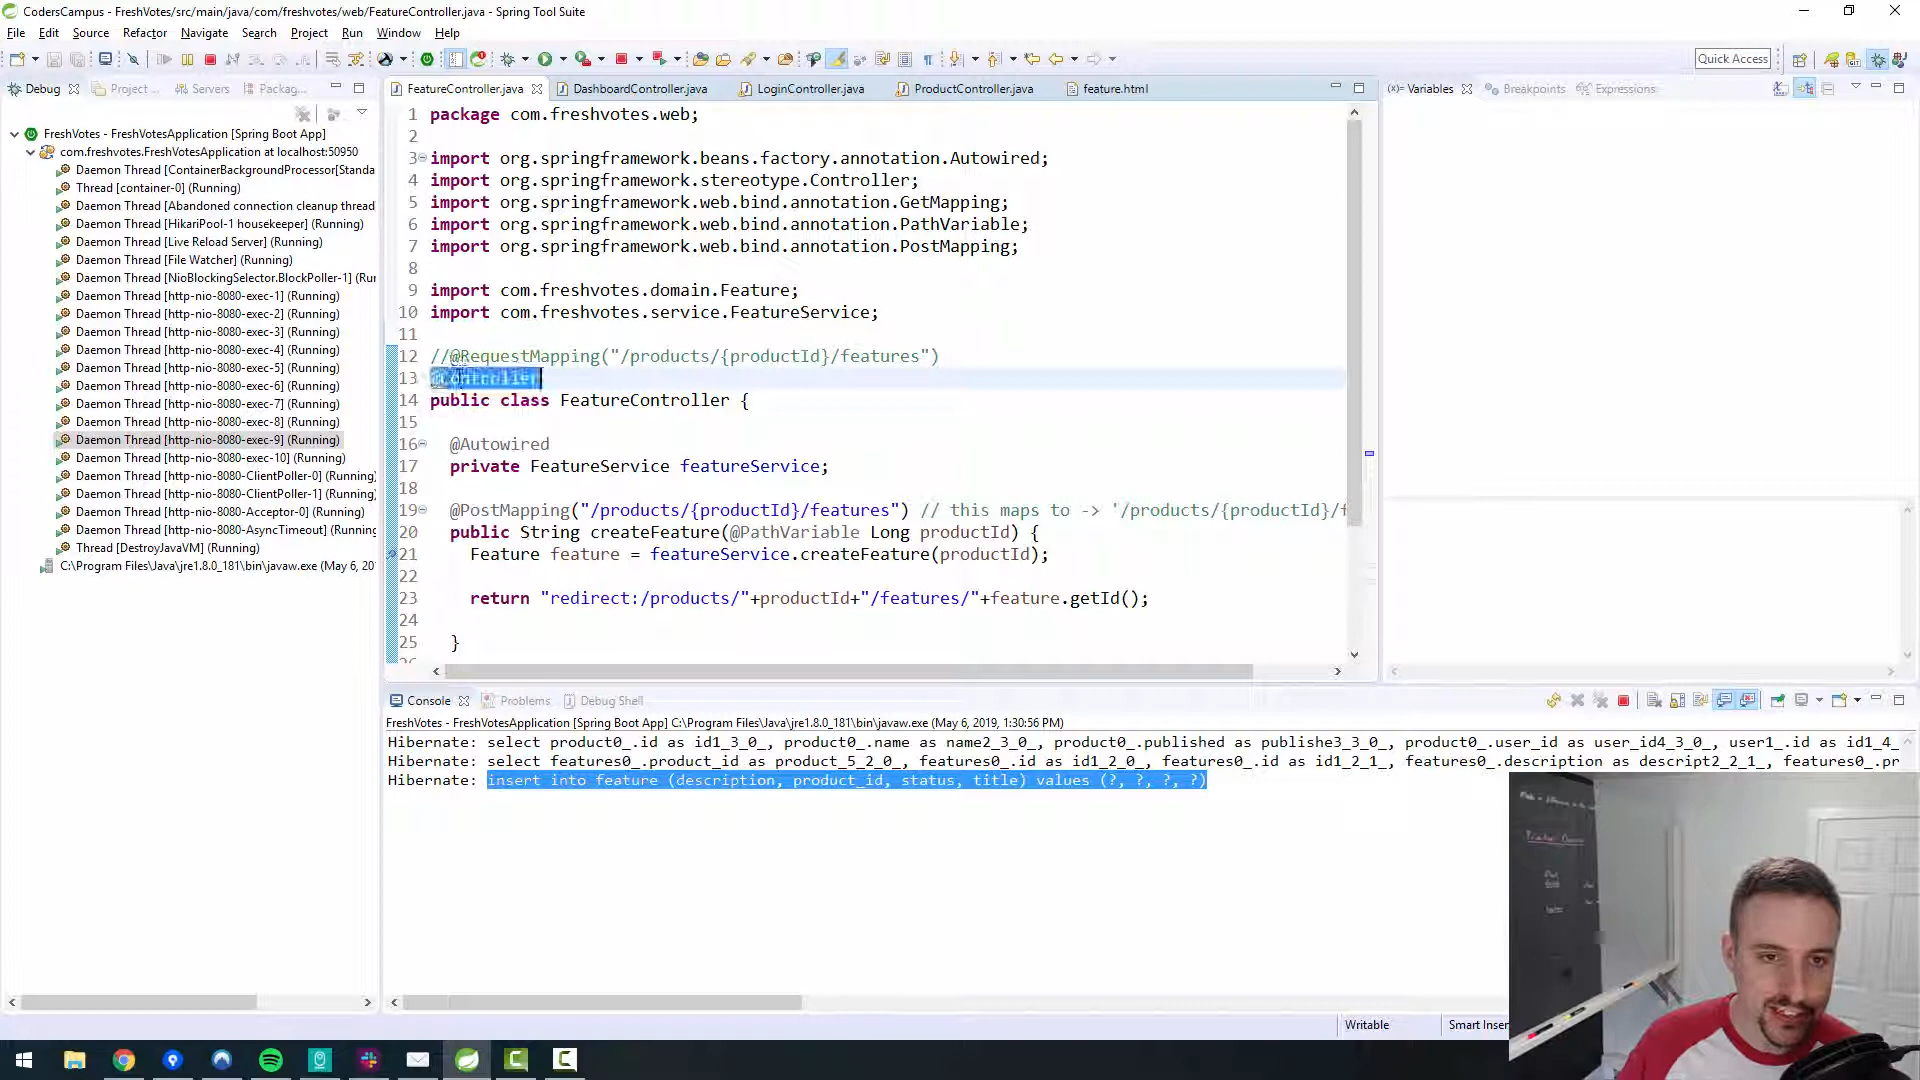 CodersCampus - FreshVotes/src/main/java/com/freshvotes/web/FeatureController.java - Spring Tool Suite
File Edit Source Refactor Navigate Search Project Run Window Help
Quick Access
Debug Project... Servers Packag...
FeatureController.java DashboardController.java LoginController.java ProductController.java feature.html
(x)= Variables Breakpoints Expressions
FreshVotes - FreshVotesApplication [Spring Boot App]
com.freshvotes.FreshVotesApplication at localhost:50950
Daemon Thread [ContainerBackgroundProcessor[Standa
Thread [container-0] (Running)
Daemon Thread [Abandoned connection cleanup thread
Daemon Thread [HikariPool-1 housekeeper] (Running)
Daemon Thread [Live Reload Server] (Running)
Daemon Thread [File Watcher] (Running)
Daemon Thread [NioBlockingSelector.BlockPoller-1] (Ru
Daemon Thread [http-nio-8080-exec-1] (Running)
Daemon Thread [http-nio-8080-exec-2] (Running)
Daemon Thread [http-nio-8080-exec-3] (Running)
Daemon Thread [http-nio-8080-exec-4] (Running)
Daemon Thread [http-nio-8080-exec-5] (Running)
Daemon Thread [http-nio-8080-exec-6] (Running)
Daemon Thread [http-nio-8080-exec-7] (Running)
Daemon Thread [http-nio-8080-exec-8] (Running)
Daemon Thread [http-nio-8080-exec-9] (Running)
Daemon Thread [http-nio-8080-exec-10] (Running)
Daemon Thread [http-nio-8080-ClientPoller-0] (Running)
Daemon Thread [http-nio-8080-ClientPoller-1] (Running)
Daemon Thread [http-nio-8080-Acceptor-0] (Running)
Daemon Thread [http-nio-8080-AsyncTimeout] (Running)
Thread [DestroyJavaVM] (Running)
C:\Program Files\Java\jre1.8.0_181\bin\javaw.exe (May 6, 20
1 package com.freshvotes.web;
2
3 import org.springframework.beans.factory.annotation.Autowired;
4 import org.springframework.stereotype.Controller;
5 import org.springframework.web.bind.annotation.GetMapping;
6 import org.springframework.web.bind.annotation.PathVariable;
7 import org.springframework.web.bind.annotation.PostMapping;
8
9 import com.freshvotes.domain.Feature;
10 import com.freshvotes.service.FeatureService;
11
12 //@RequestMapping("/products/{productId}/features")
13 @Controller
14 public class FeatureController {
15
16 @Autowired
17 private FeatureService featureService;
18
19 @PostMapping("/products/{productId}/features") // this maps to -> '/products/{productId}/f
20 public String createFeature(@PathVariable Long productId) {
21 Feature feature = featureService.createFeature(productId);
22
23 return "redirect:/products/"+productId+"/features/"+feature.getId();
24
25 }
Console Problems Debug Shell
FreshVotes - FreshVotesApplication [Spring Boot App] C:\Program Files\Java\jre1.8.0_181\bin\javaw.exe (May 6, 2019, 1:30:56 PM)
Hibernate: select product0_.id as id1_3_0_, product0_.name as name2_3_0_, product0_.published as publishe3_3_0_, product0_.user_id as user_id4_3_0_, user1_.id as id1_4_
Hibernate: select features0_.product_id as product_5_2_0_, features0_.id as id1_2_0_, features0_.id as id1_2_1_, features0_.description as descript2_2_1_, features0_.pr
Hibernate: insert into feature (description, product_id, status, title) values (?, ?, ?, ?)
Writable Smart Inser